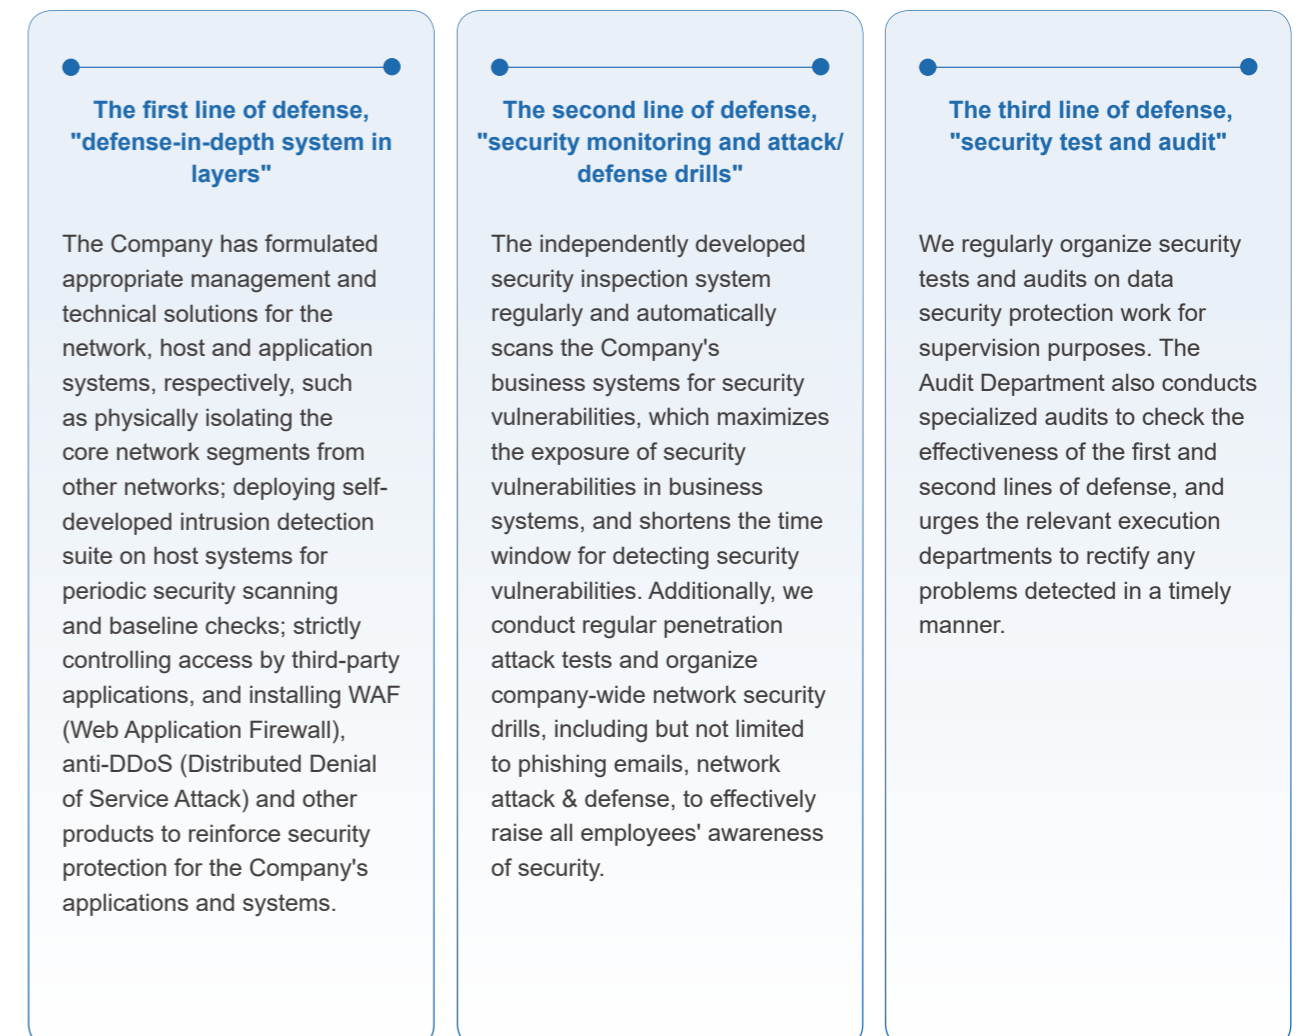 The first line of defense,
"defense-in-depth system in
layers"
The Company has formulated
appropriate management and
technical solutions for the
network, host and application
systems, respectively, such
as physically isolating the
core network segments from
other networks; deploying self-
developed intrusion detection
suite on host systems for
periodic security scanning
and baseline checks; strictly
controlling access by third-party
applications, and installing WAF
(Web Application Firewall),
anti-DDoS (Distributed Denial
of Service Attack) and other
products to reinforce security
protection for the Company's
applications and systems.
The second line of defense,
"security monitoring and attack/
defense drills"
The independently developed
security inspection system
regularly and automatically
scans the Company's
business systems for security
vulnerabilities, which maximizes
the exposure of security
vulnerabilities in business
systems, and shortens the time
window for detecting security
vulnerabilities. Additionally, we
conduct regular penetration
attack tests and organize
company-wide network security
drills, including but not limited
to phishing emails, network
attack & defense, to effectively
raise all employees' awareness
of security.
The third line of defense,
"security test and audit"
We regularly organize security
tests and audits on data
security protection work for
supervision purposes. The
Audit Department also conducts
specialized audits to check the
effectiveness of the first and
second lines of defense, and
urges the relevant execution
departments to rectify any
problems detected in a timely
manner.